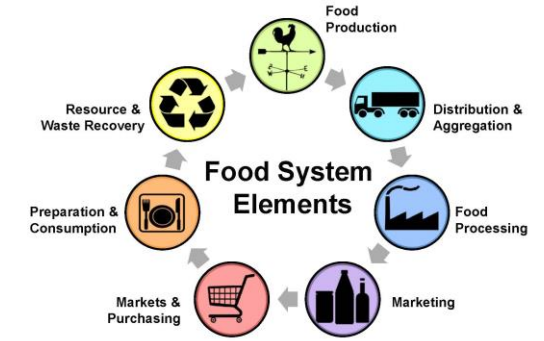 Food
Production
Distribution &
Aggregation
Food
Processing
Marketing
Markets &
Purchasing
Preparation &
Consumption
Resource &
Waste Recovery
Food System
Elements